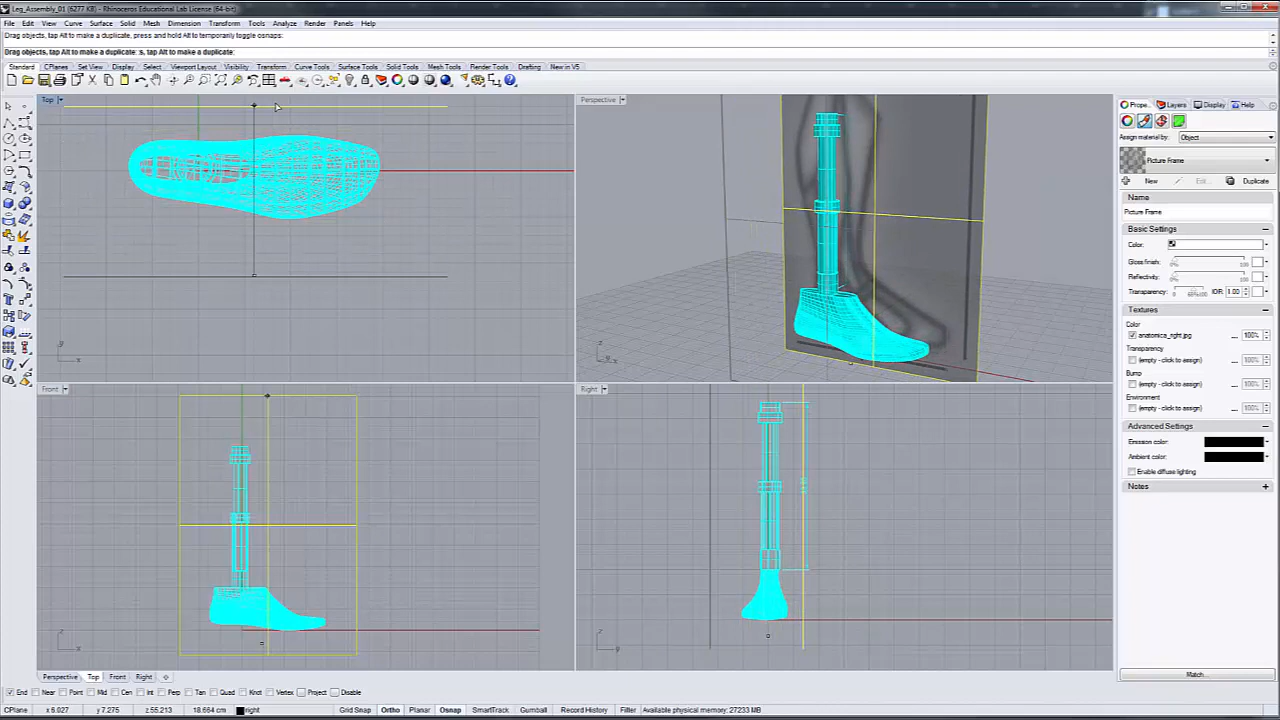 Leg_Assembly_01 (6277 KB) - Rhinoceros Educational Lab License (64-bit)
File Edit View Curve Surface Solid Mesh Dimension Transform Tools Analyze Render Panels Help
Drag objects, tap Alt to make a duplicate, press and hold Alt to temporarily toggle osnaps:
Drag objects, tap Alt to make a duplicate: s, tap Alt to make a duplicate:
Standard CPlanes Set View Display Select Viewport Layout Visibility Transform Curve Tools Surface Tools Solid Tools Mesh Tools Render Tools Drafting New in V5
Top
Perspective
Prope... Layers Display Help
Assign material by: Object
Picture Frame
New Edit... Duplicate
Name
Picture Frame
Basic Settings
Color:
Gloss finish: 0% 100
Reflectivity: 0% 100
Transparency: IOR: 1.00
Textures
Color
anatomica_right.jpg ... 100%
Transparency
(empty - click to assign) ... 100%
Bump
(empty - click to assign) ... 100%
Environment
(empty - click to assign) ... 100%
Advanced Settings
Emission color:
Ambient color:
Enable diffuse lighting
Notes
Match...
Front
Right
y x
z y x
z x
z y
Perspective Top Front Right
End Near Point Mid Cen Int Perp Tan Quad Knot Vertex Project Disable
CPlane x 6.027 y 7.275 z 55.213 18.664 cm right Grid Snap Ortho Planar Osnap SmartTrack Gumball Record History Filter Available physical memory: 27233 MB